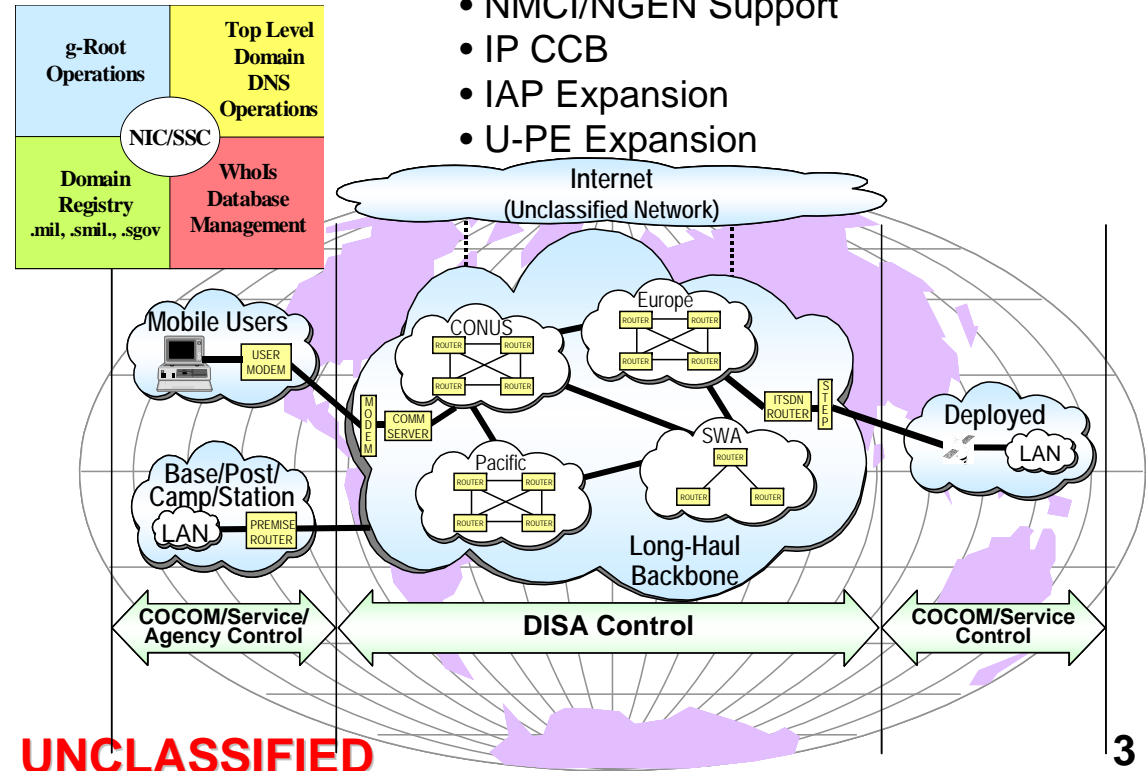 • NMCI/NGEN Support
• IP CCB
• IAP Expansion
• U-PE Expansion
g-Root
Operations
Top Level
Domain
DNS
Operations
NIC/SSC
Domain
Registry
.mil, .smil., .sgov
WhoIs
Database
Management
Internet
(Unclassified Network)
Mobile Users
USER
MODEM
MODEM
COMM
SERVER
CONUS
ROUTER
ROUTER
ROUTER
ROUTER
Europe
ROUTER
ROUTER
ROUTER
ROUTER
ITSDN
ROUTER
STEP
Deployed
LAN
Base/Post/
Camp/Station
LAN
PREMISE
ROUTER
Pacific
ROUTER
ROUTER
ROUTER
ROUTER
SWA
ROUTER
ROUTER
ROUTER
Long-Haul
Backbone
COCOM/Service/
Agency Control
DISA Control
COCOM/Service
Control
UNCLASSIFIED
3